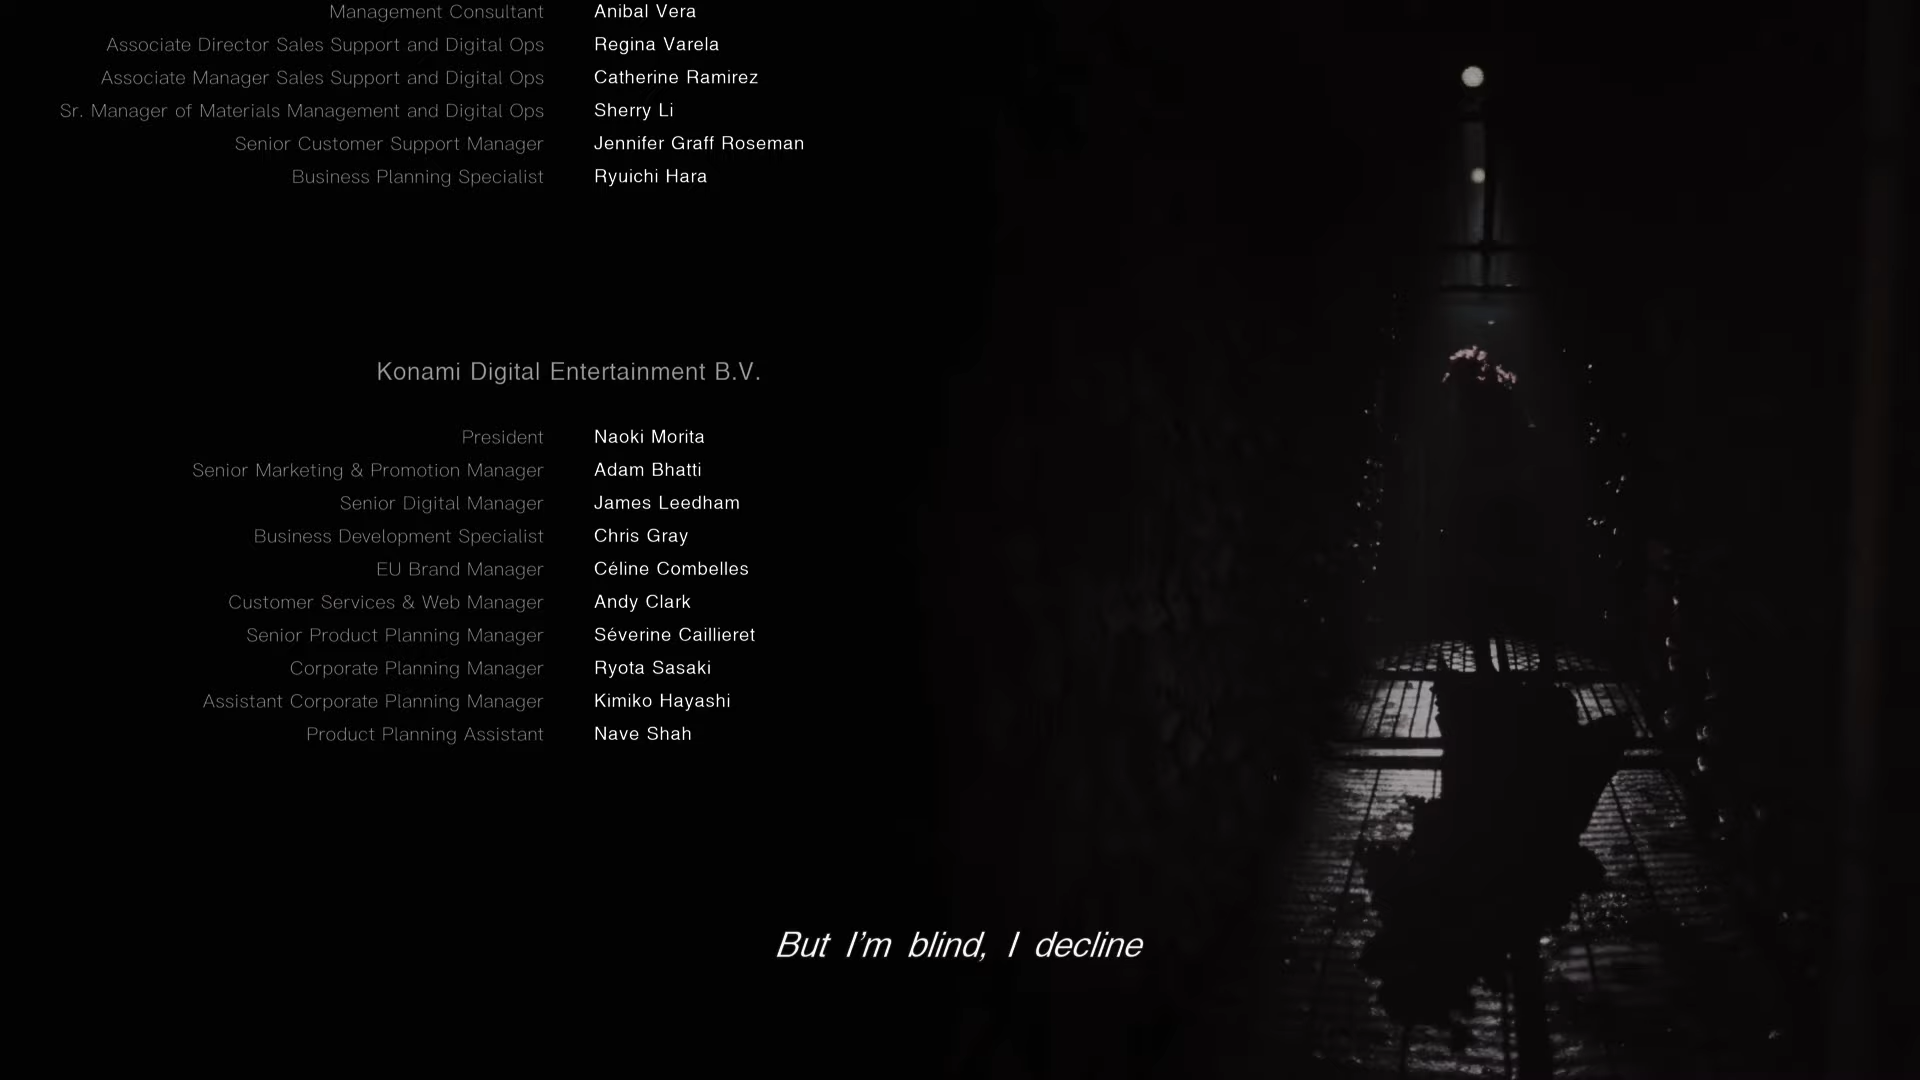 Management Consultant Anibal Vera
Associate Director Sales Support and Digital Ops Regina Varela
Associate Manager Sales Support and Digital Ops Catherine Ramirez
Sr. Manager of Materials Management and Digital Ops Sherry Li
Senior Customer Support Manager Jennifer Graff Roseman
Business Planning Specialist Ryuichi Hara
Konami Digital Entertainment B.V.
President Naoki Morita
Senior Marketing & Promotion Manager Adam Bhatti
Senior Digital Manager James Leedham
Business Development Specialist Chris Gray
EU Brand Manager Céline Combelles
Customer Services & Web Manager Andy Clark
Senior Product Planning Manager Séverine Caillieret
Corporate Planning Manager Ryota Sasaki
Assistant Corporate Planning Manager Kimiko Hayashi
Product Planning Assistant Nave Shah
But I'm blind, I decline